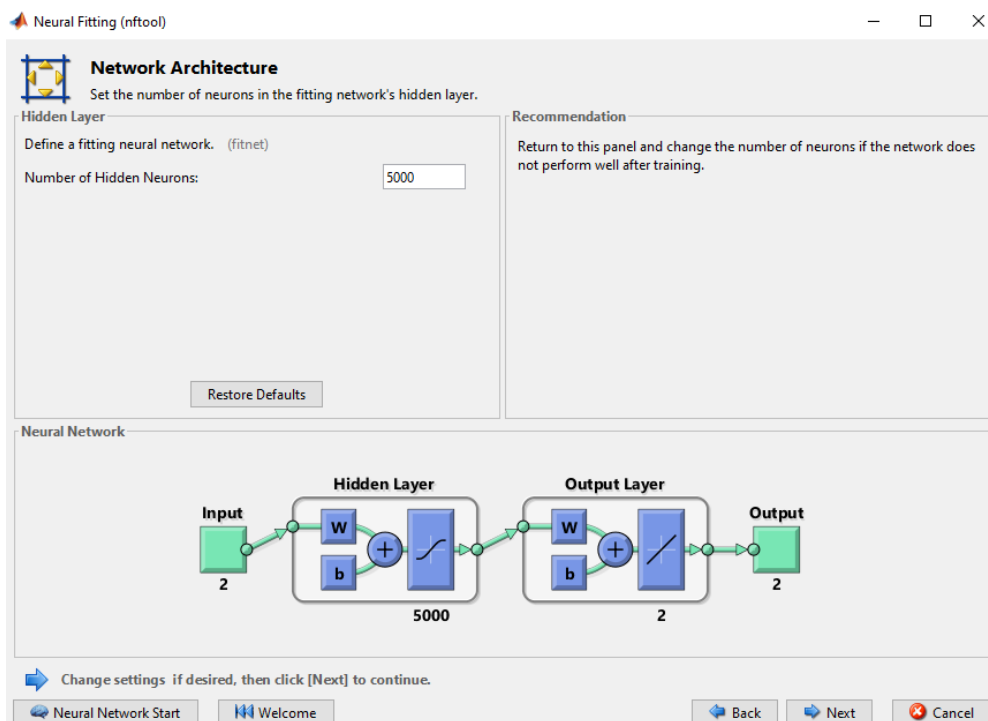 Neural Fitting (nftool)
Network Architecture
Set the number of neurons in the fitting network's hidden layer.
Hidden Layer
Define a fitting neural network. (fitnet)
Number of Hidden Neurons: 5000
Restore Defaults
Recommendation
Return to this panel and change the number of neurons if the network does
not perform well after training.
Neural Network
Hidden Layer
Output Layer
Input
Output
W
b
W
b
2
5000
2
2
Change settings if desired, then click [Next] to continue.
Neural Network Start
Welcome
Back
Next
Cancel